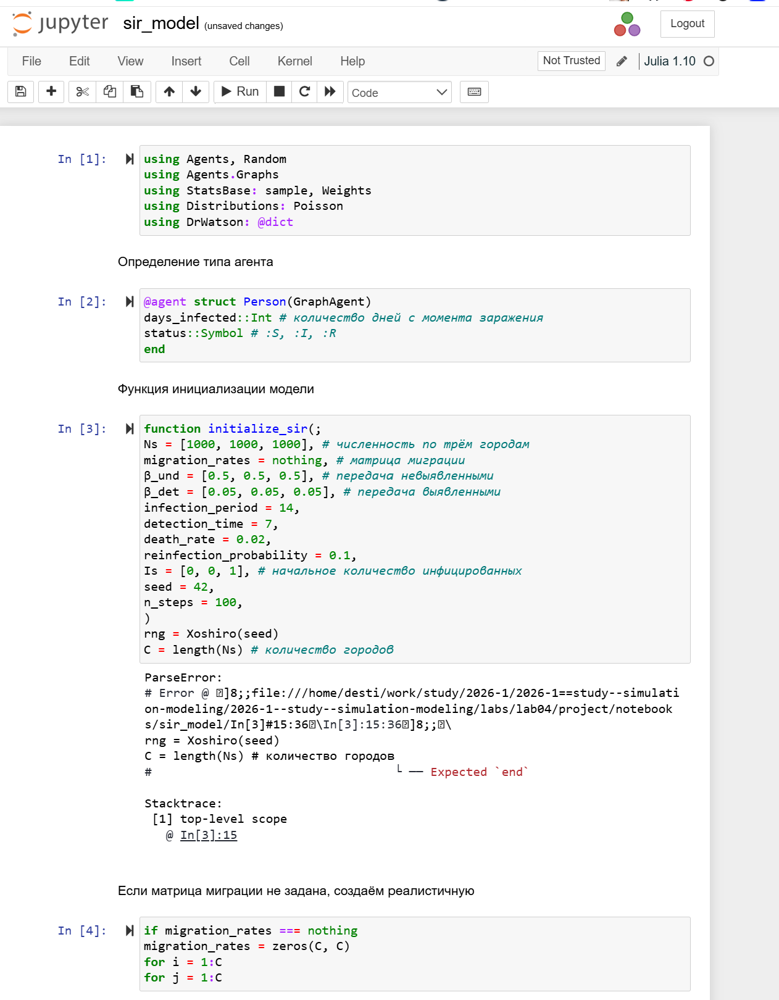 jupyter sir_model (unsaved changes)
Logout
File Edit View Insert Cell Kernel Help
Not Trusted Julia 1.10
Run Code
In [1]:
using Agents, Random
using Agents.Graphs
using StatsBase: sample, Weights
using Distributions: Poisson
using DrWatson: @dict
Определение типа агента
In [2]:
@agent struct Person(GraphAgent)
days_infected::Int # количество дней с момента заражения
status::Symbol # :S, :I, :R
end
Функция инициализации модели
In [3]:
function initialize_sir(;
Ns = [1000, 1000, 1000], # численность по трём городам
migration_rates = nothing, # матрица миграции
β_und = [0.5, 0.5, 0.5], # передача невыявленными
β_det = [0.05, 0.05, 0.05], # передача выявленными
infection_period = 14,
detection_time = 7,
death_rate = 0.02,
reinfection_probability = 0.1,
Is = [0, 0, 1], # начальное количество инфицированных
seed = 42,
n_steps = 100,
)
rng = Xoshiro(seed)
C = length(Ns) # количество городов
ParseError:
# Error @ ]8;;file:///home/desti/work/study/2026-1/2026-1==study--simulati
on-modeling/2026-1--study--simulation-modeling/labs/lab04/project/notebook
s/sir_model/In[3]#15:36\In[3]:15:36]8;;\
rng = Xoshiro(seed)
C = length(Ns) # количество городов
# └ ── Expected `end`
Stacktrace:
[1] top-level scope
@ In[3]:15
Если матрица миграции не задана, создаём реалистичную
In [4]:
if migration_rates === nothing
migration_rates = zeros(C, C)
for i = 1:C
for j = 1:C